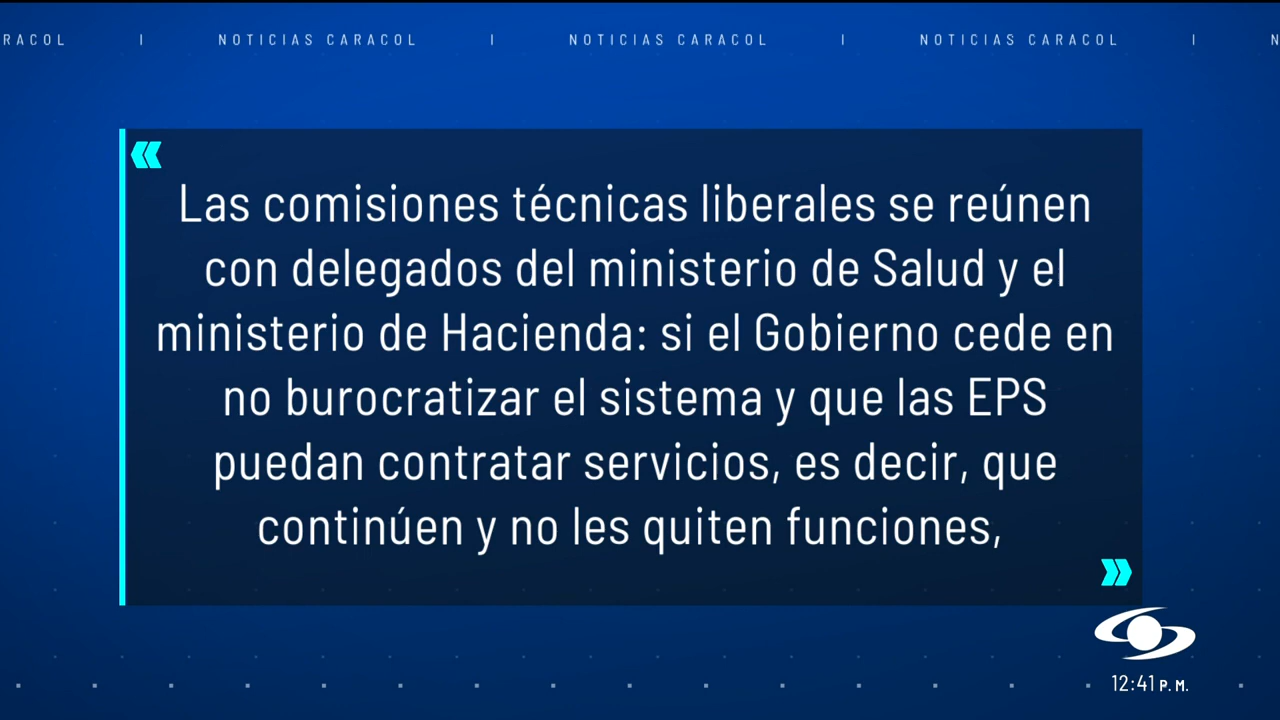 RACOL | NOTICIAS CARACOL | NOTICIAS CARACOL | NOTICIAS CARACOL | N
«
Las comisiones técnicas liberales se reúnen
con delegados del ministerio de Salud y el
ministerio de Hacienda: si el Gobierno cede en
no burocratizar el sistema y que las EPS
puedan contratar servicios, es decir, que
continúen y no les quiten funciones,
»
12:41 P. M.